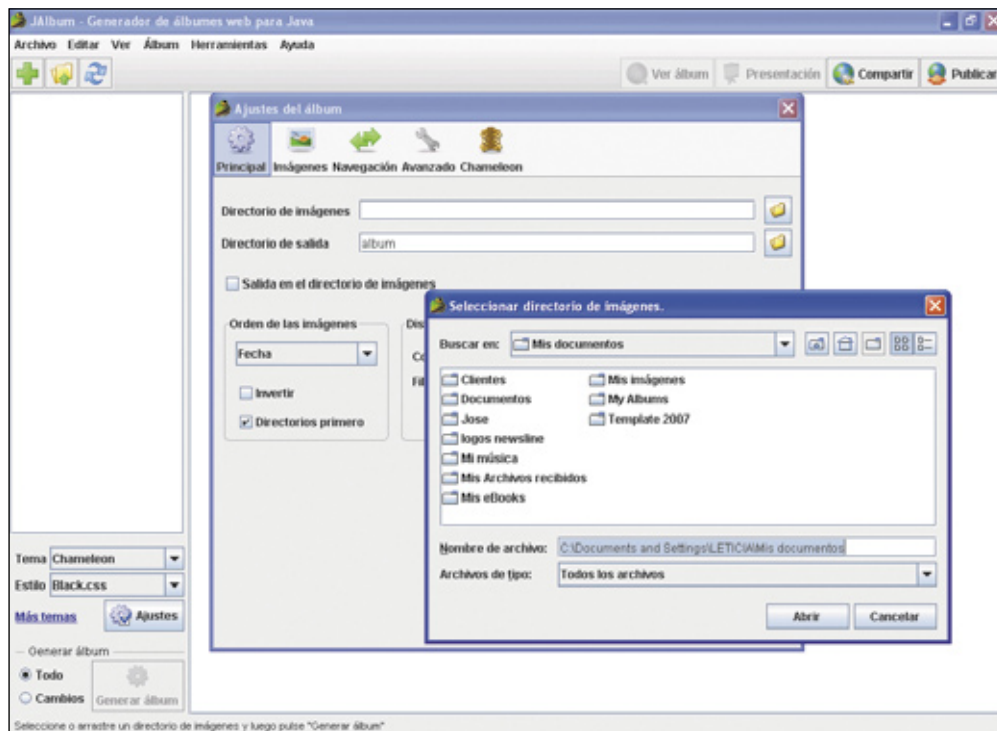 JAlbum - Generador de álbumes web para Java
Archivo Editar Ver Álbum Herramientas Ayuda
Ver álbum Presentación Compartir Publicar
Ajustes del álbum
Principal Imágenes Navegación Avanzado Chameleon
Directorio de imágenes
Directorio de salida album
Salida en el directorio de imágenes
Orden de las imágenes
Fecha
Invertir
Directorios primero
Seleccionar directorio de imágenes.
Buscar en: Mis documentos
Clientes Mis imágenes
Documentos My Albums
Jose Template 2007
logos newsline
Mi música
Mis Archivos recibidos
Mis eBooks
Nombre de archivo: C:\Documents and Settings\LETICIA\Mis documentos
Archivos de tipo: Todos los archivos
Abrir Cancelar
Tema Chameleon
Estilo Black.css
Más temas Ajustes
Generar álbum
Todo
Cambios Generar álbum
Seleccione o arrastre un directorio de imágenes y luego pulse "Generar álbum"